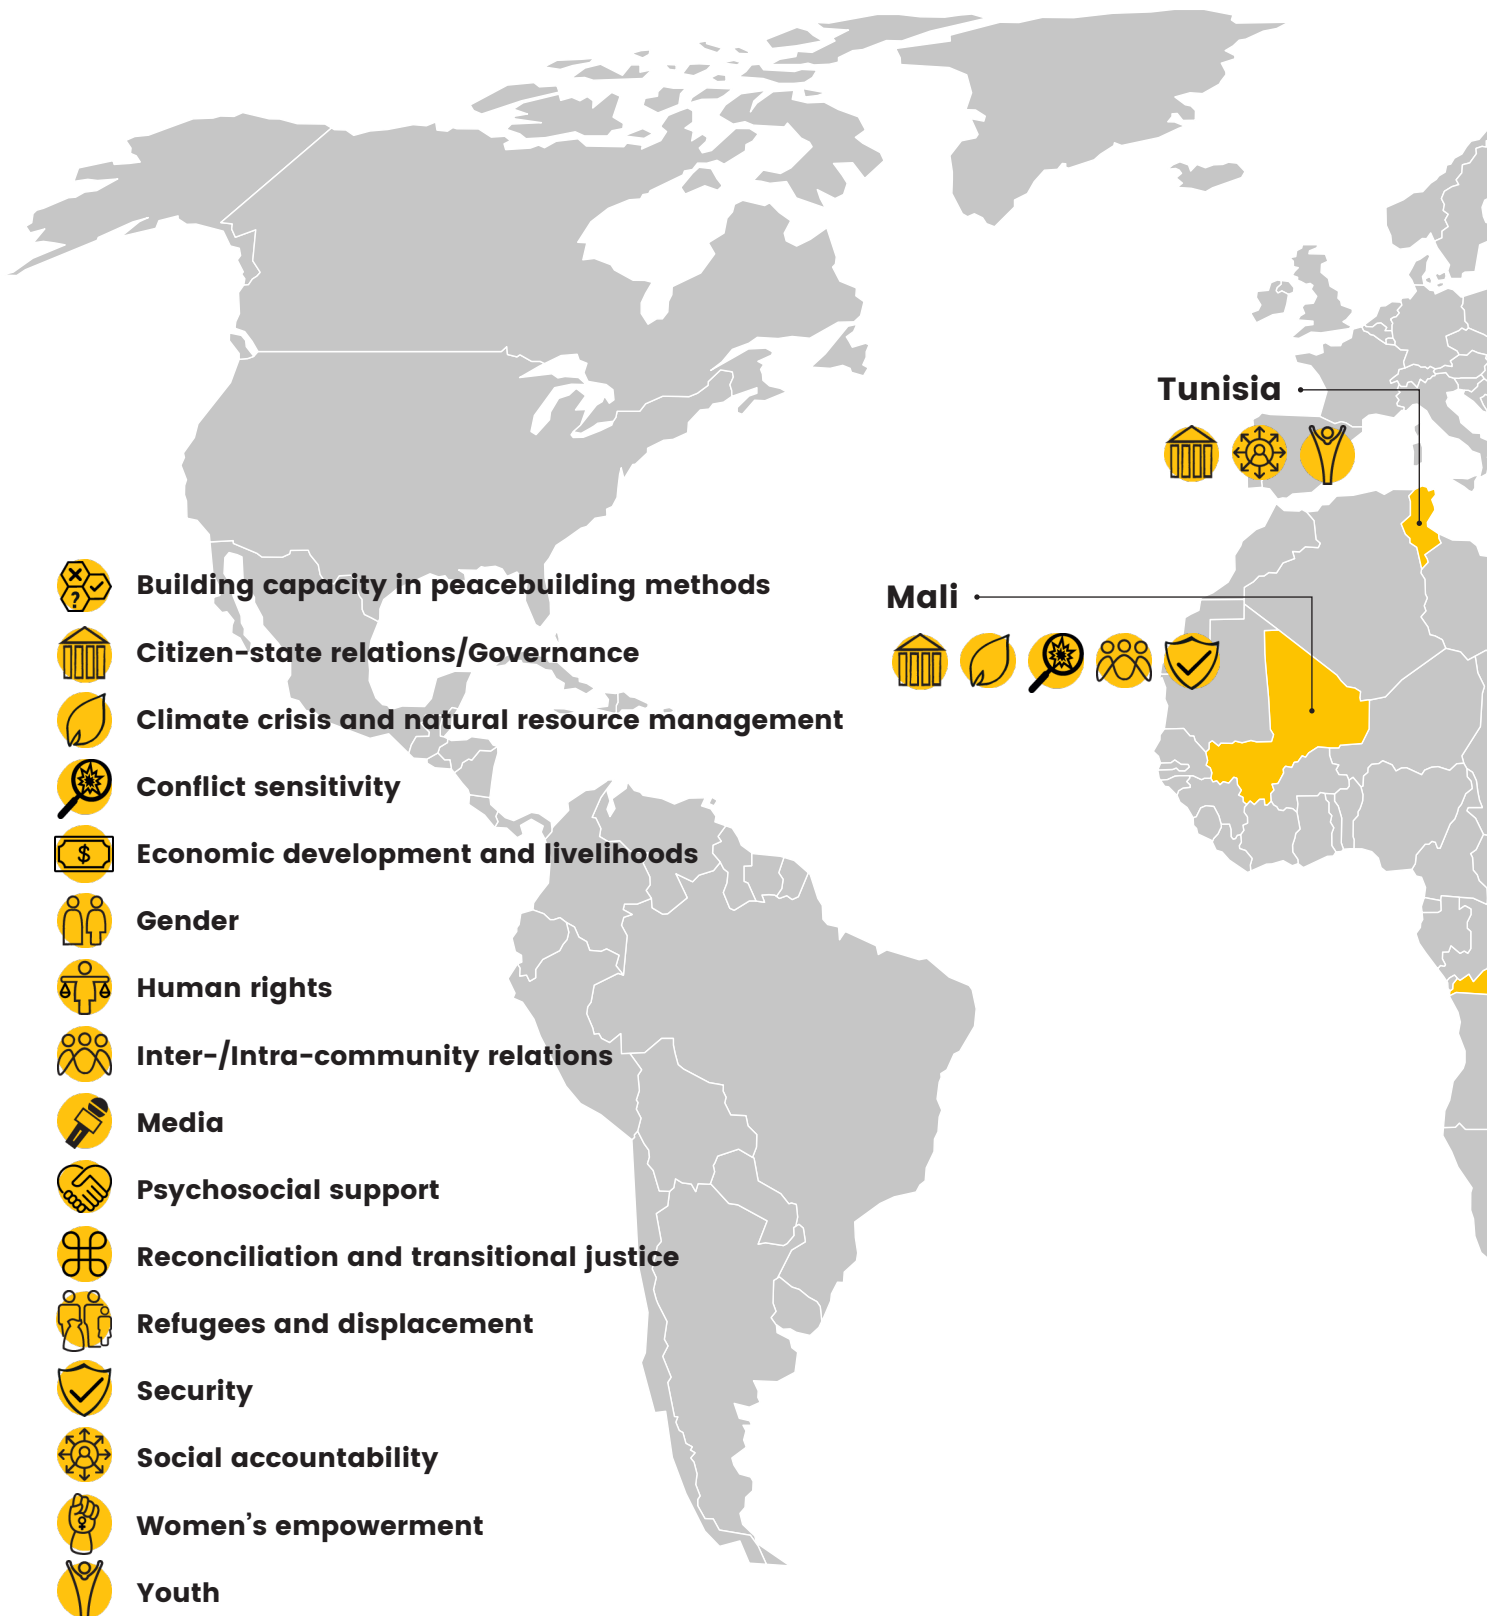 Tunisia
Mali
Building capacity in peacebuilding methods
Citizen-state relations/Governance
Climate crisis and natural resource management
Conflict sensitivity
$ Economic development and livelihoods
Gender
Human rights
Inter-/Intra-community relations
Media
Psychosocial support
Reconciliation and transitional justice
Refugees and displacement
Security
Social accountability
Women’s empowerment
Youth